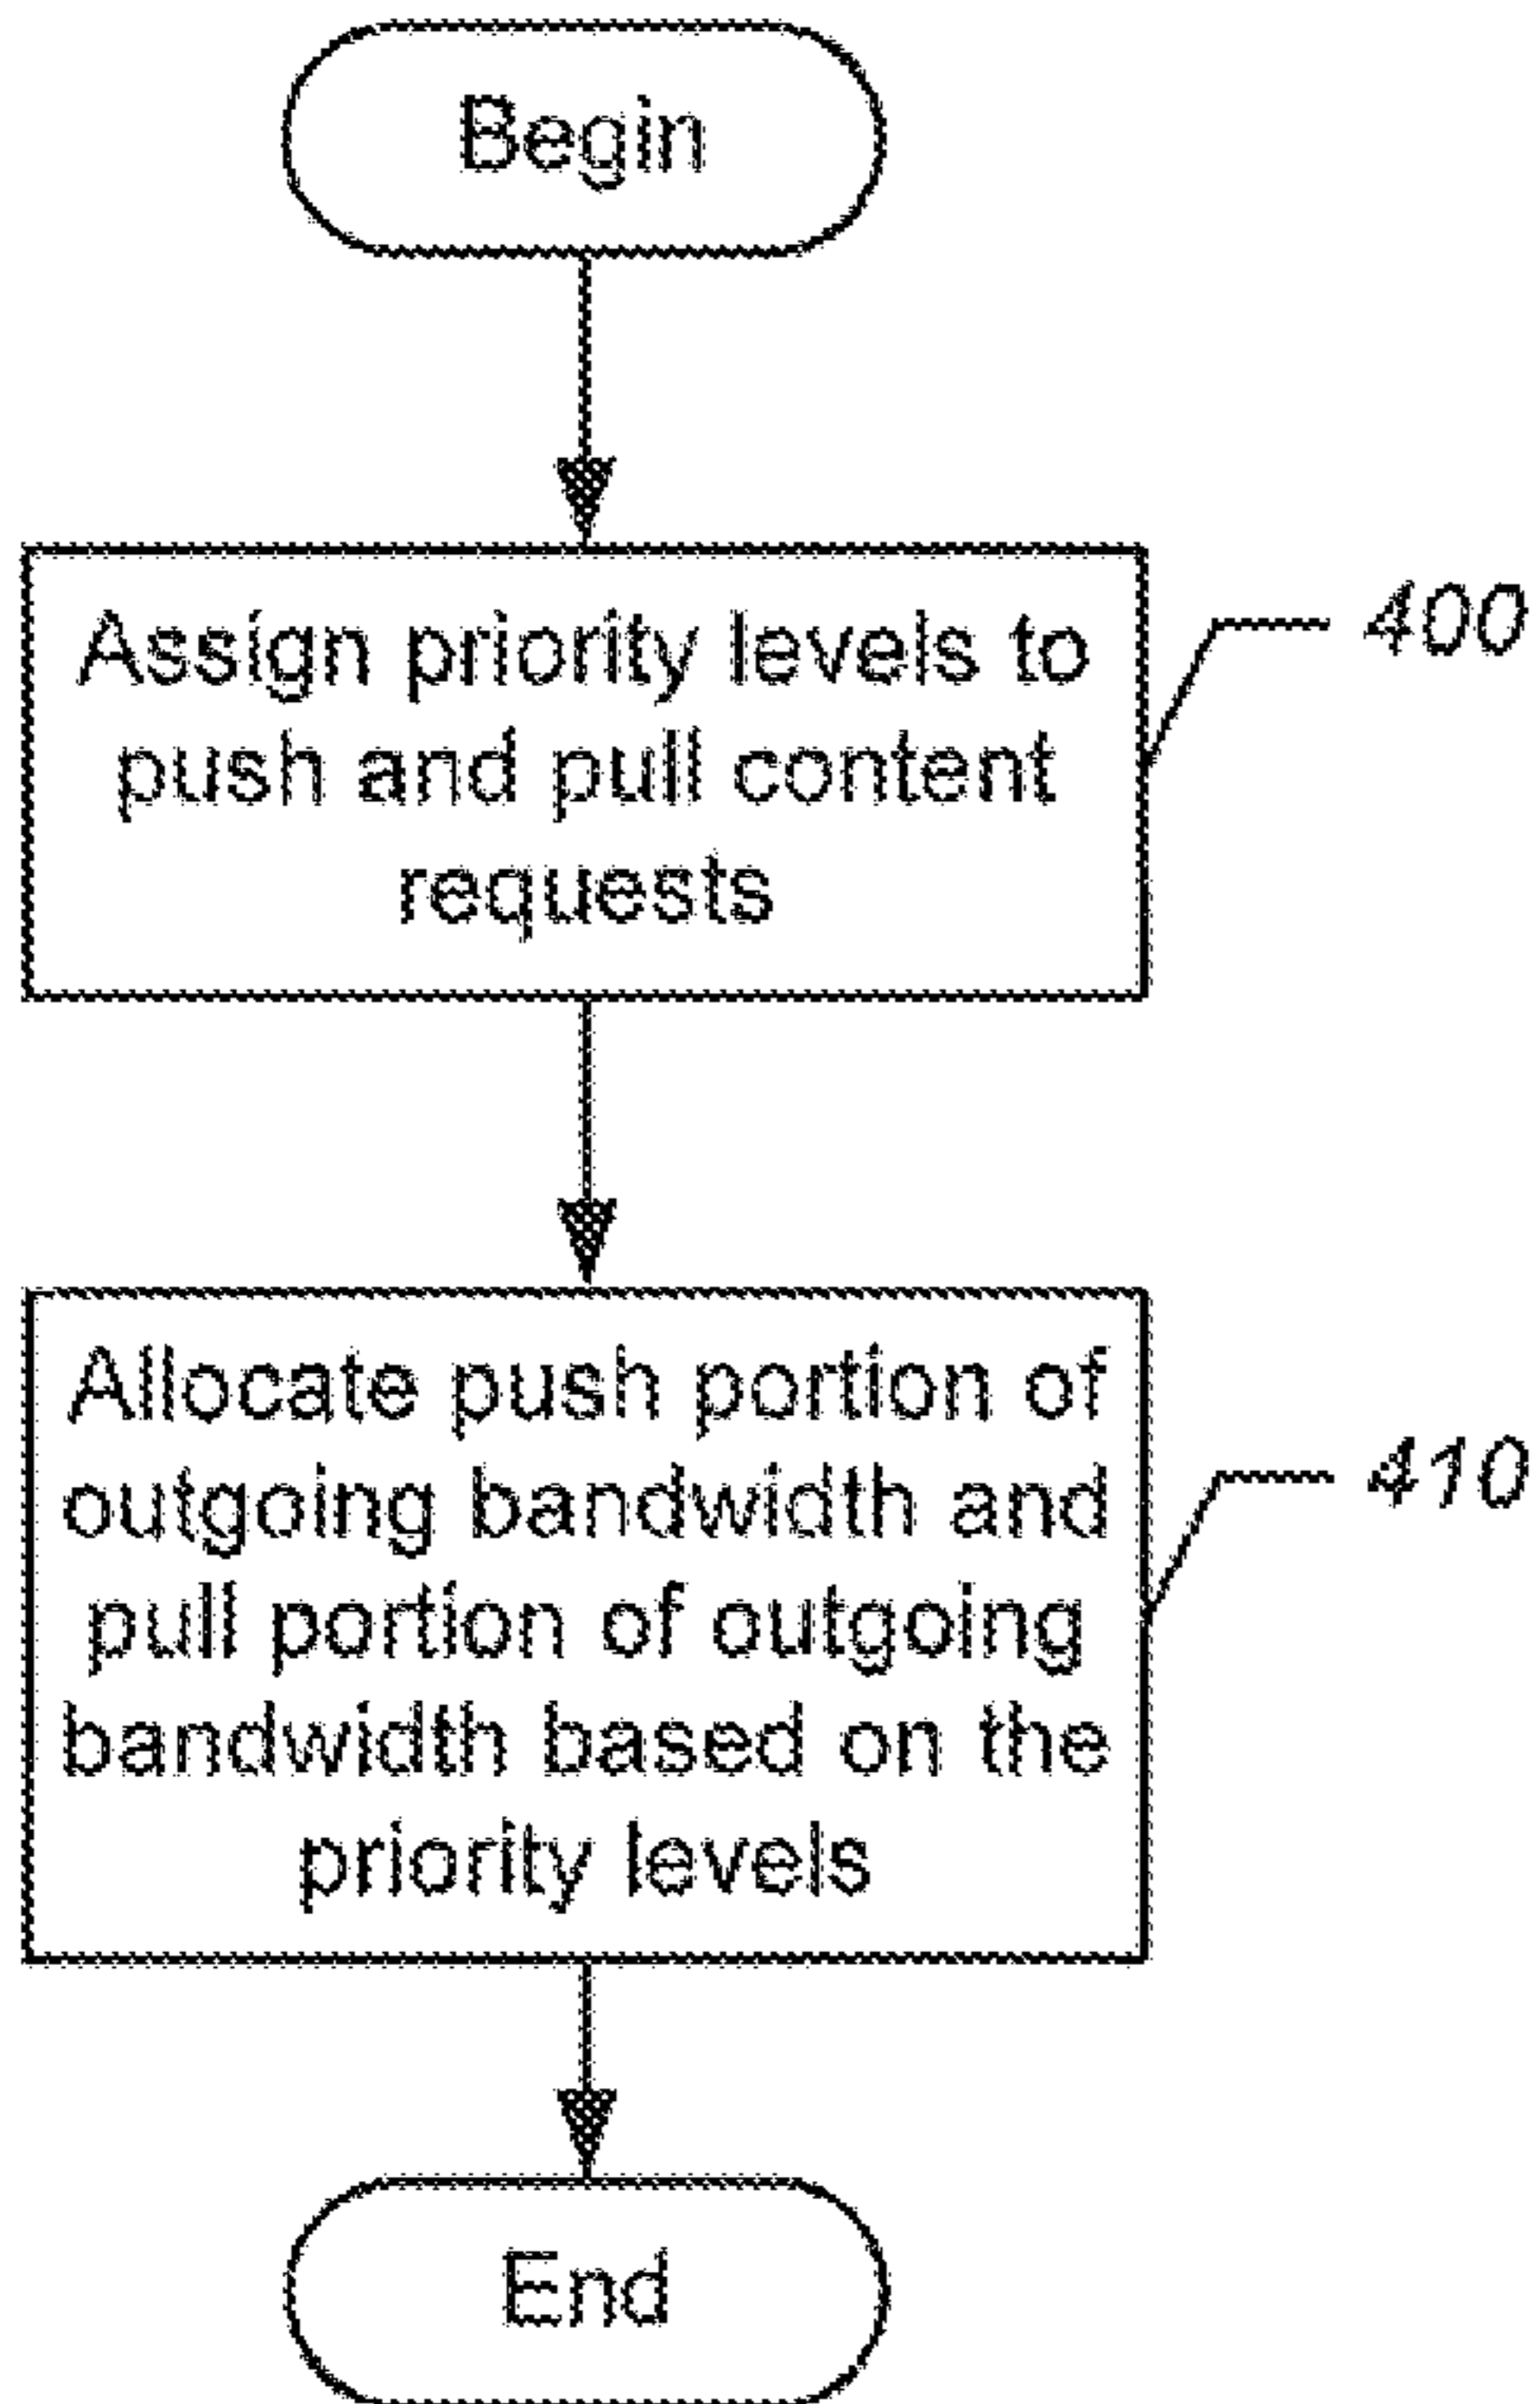 Begin
Assign priority levels to
push and pull content
requests
400
Allocate push portion of
outgoing bandwidth and
pull portion of outgoing
bandwidth based on the
priority levels
410
End